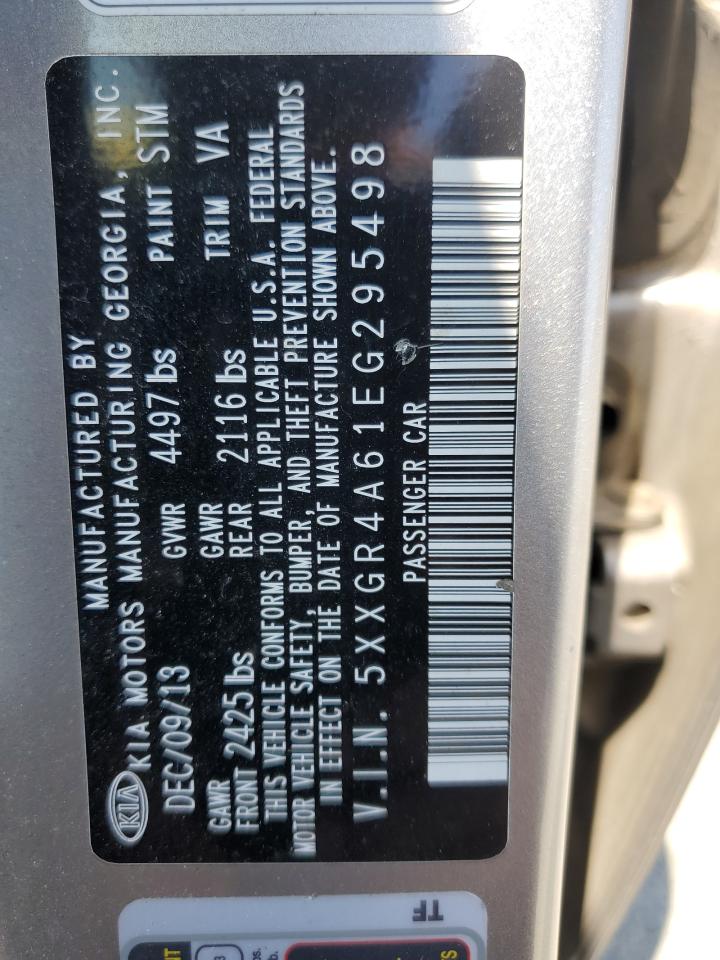 MANUFACTURED BY
KIA KIA MOTORS MANUFACTURING GEORGIA, INC.
DEC/09/13 GVWR 4497 lbs PAINT STM
GAWR FRONT 2425 lbs GAWR REAR 2116 lbs TRIM VA
THIS VEHICLE CONFORMS TO ALL APPLICABLE U.S.A. FEDERAL
MOTOR VEHICLE SAFETY, BUMPER, AND THEFT PREVENTION STANDARDS
IN EFFECT ON THE DATE OF MANUFACTURE SHOWN ABOVE.
V.I.N. 5XXGR4A61EG295498
PASSENGER CAR
TF